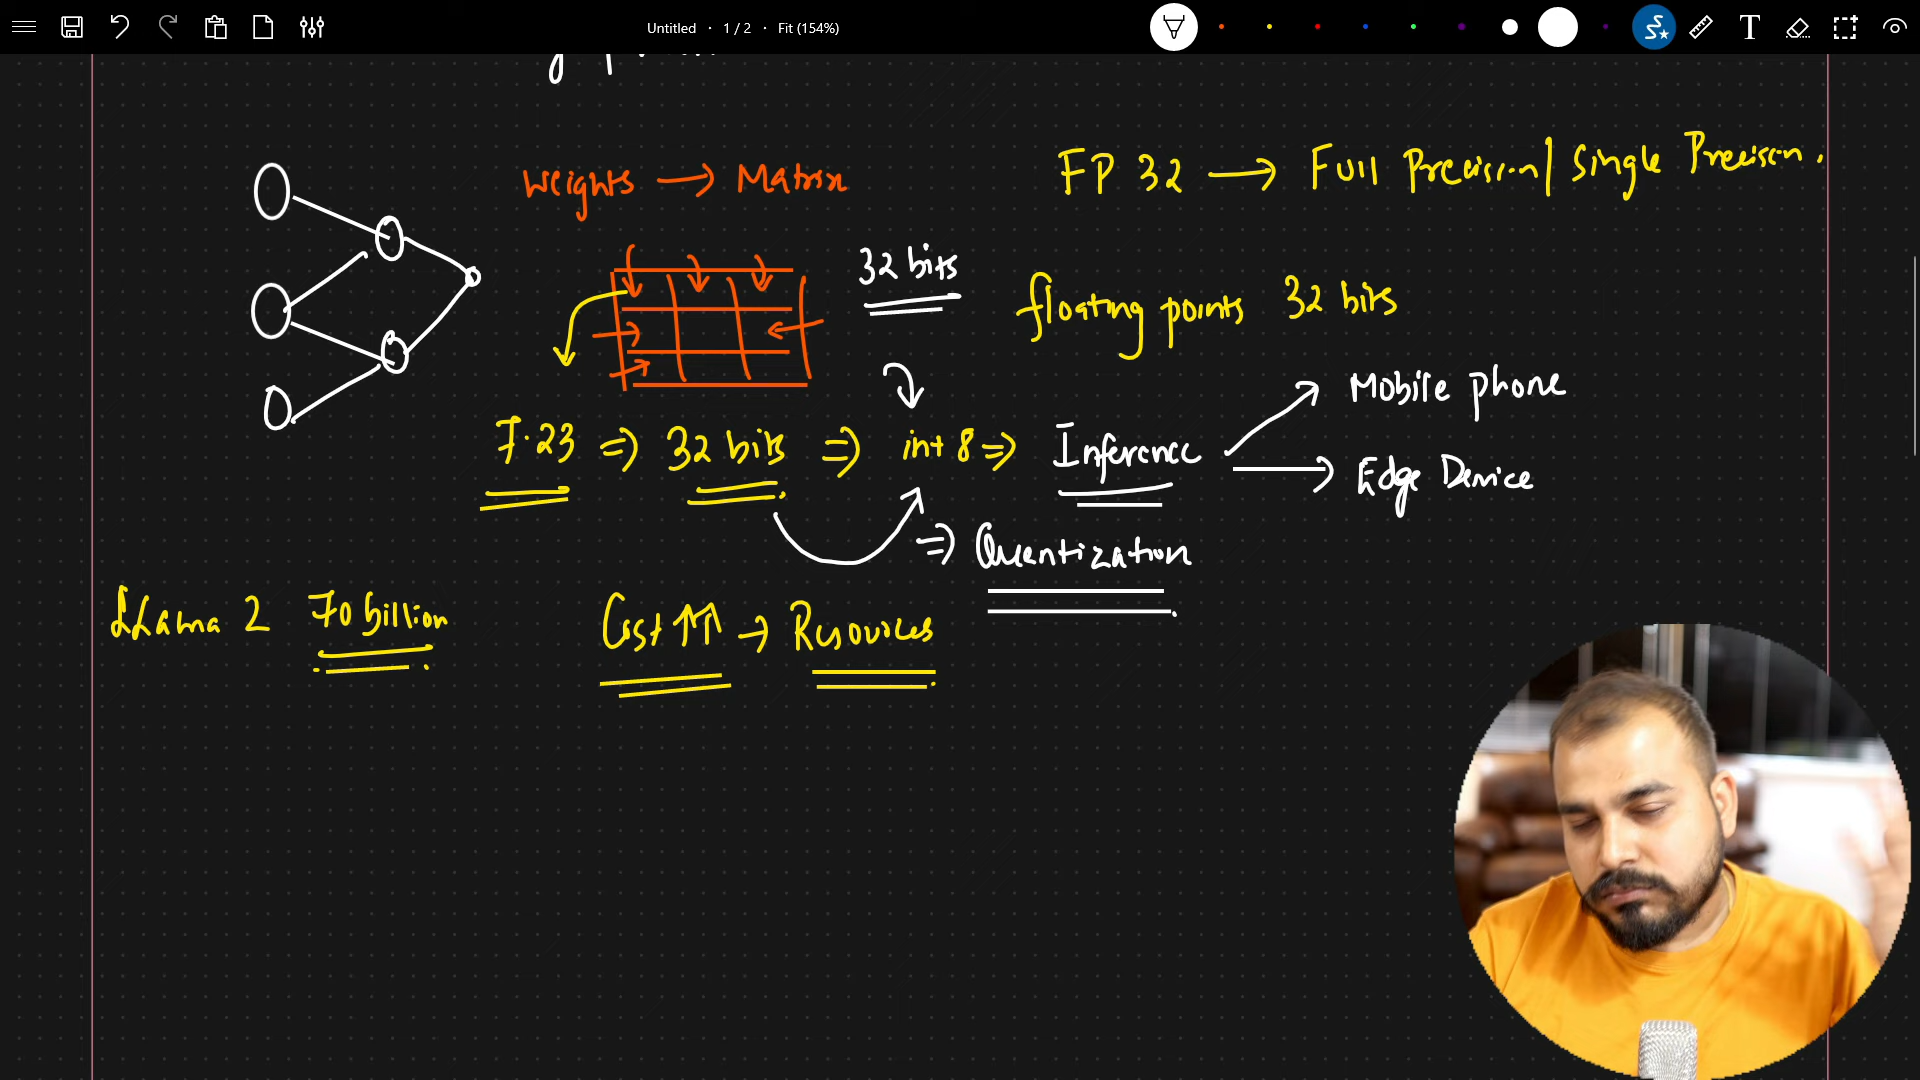 Untitled · 1 / 2 · Fit (154%)
T
Weights → Matrix
FP 32 → Full Precision / Single Precision.
32 bits
floating points 32 bits
Mobile phone
7.23 ⇒ 32 bits ⇒ int 8 ⇒ Inference
Edge Device
⇒ Quantization
LLama 2 70 billion
Cost ↑↑ → Resources